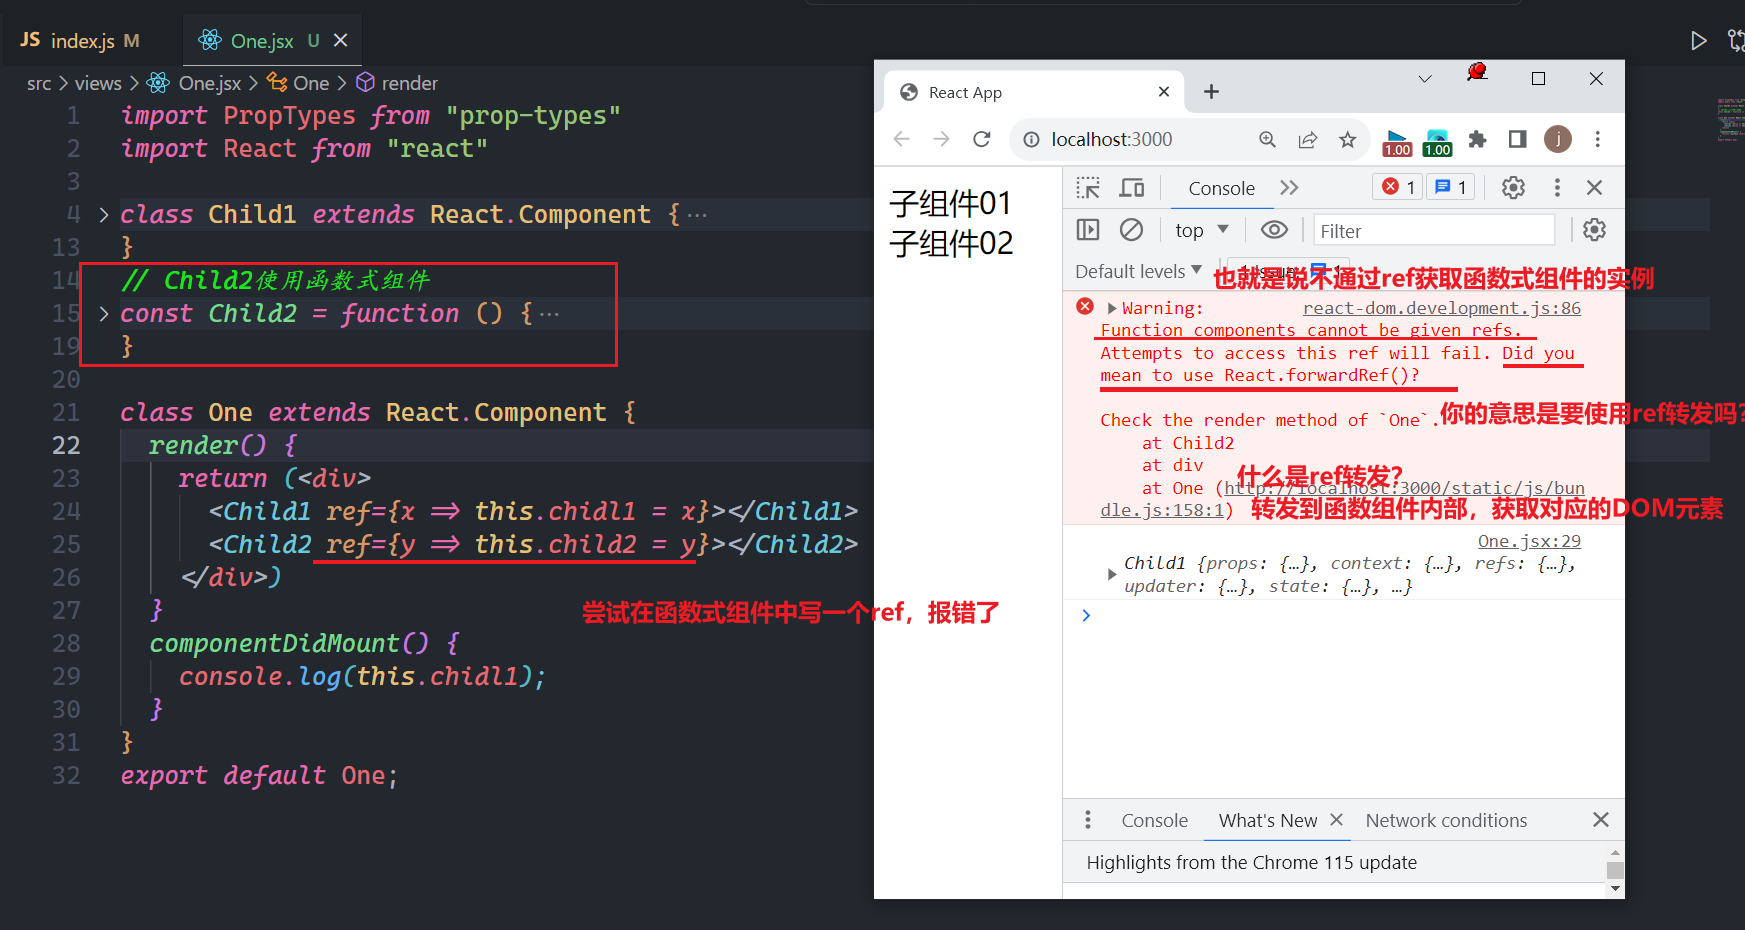 JS index.js M
One.jsx U
src > views > One.jsx > One > render
1 import PropTypes from "prop-types"
2 import React from "react"
3
4 > class Child1 extends React.Component {…
13 }
14 // Child2使用函数式组件
15 > const Child2 = function () {…
19 }
20
21 class One extends React.Component {
22 render() {
23 return (<div>
24 <Child1 ref={x => this.chidl1 = x}></Child1>
25 <Child2 ref={y => this.child2 = y}></Child2>
26 </div>)
27 }
28 componentDidMount() {
29 console.log(this.chidl1);
30 }
31 }
32 export default One;
尝试在函数式组件中写一个ref，报错了
React App
localhost:3000
1.00 1.00 j
子组件01
子组件02
Console 1 1
top Filter
Default levels 1 Issue: 1
也就是说不通过ref获取函数式组件的实例
Warning: react-dom.development.js:86
Function components cannot be given refs.
Attempts to access this ref will fail. Did you
mean to use React.forwardRef()?
你的意思是要使用ref转发吗?
Check the render method of `One`.
at Child2
at div
什么是ref转发?
at One (http://localhost:3000/static/js/bun
dle.js:158:1)
转发到函数组件内部，获取对应的DOM元素
One.jsx:29
Child1 {props: {…}, context: {…}, refs: {…},
updater: {…}, state: {…}, …}
Console What's New Network conditions
Highlights from the Chrome 115 update